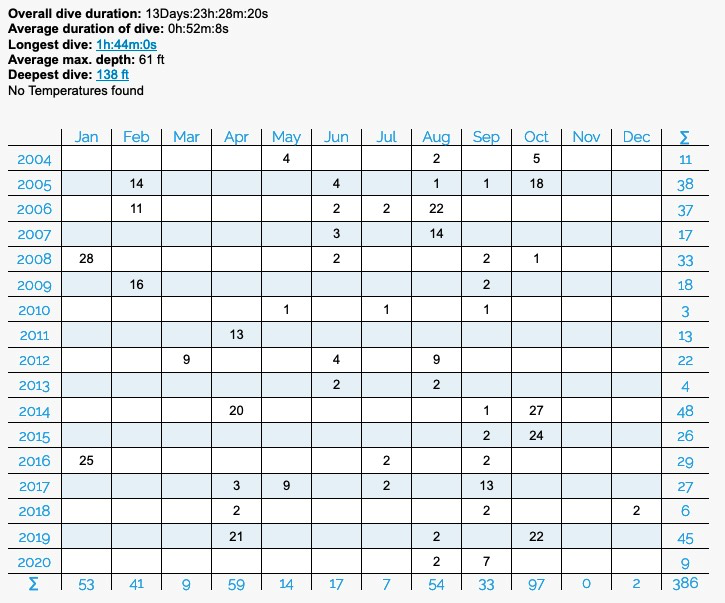 Overall dive duration: 13Days:23h:28m:20s
Average duration of dive: 0h:52m:8s
Longest dive: 1h:44m:0s
Average max. depth: 61 ft
Deepest dive: 138 ft
No Temperatures found
Jan Feb Mar Apr May Jun Jul Aug Sep Oct Nov Dec Σ
2004 4 2 5 11
2005 14 4 1 1 18 38
2006 11 2 2 22 37
2007 3 14 17
2008 28 2 2 1 33
2009 16 2 18
2010 1 1 1 3
2011 13 13
2012 9 4 9 22
2013 2 2 4
2014 20 1 27 48
2015 2 24 26
2016 25 2 2 29
2017 3 9 2 13 27
2018 2 2 2 6
2019 21 2 22 45
2020 2 7 9
Σ 53 41 9 59 14 17 7 54 33 97 0 2 386